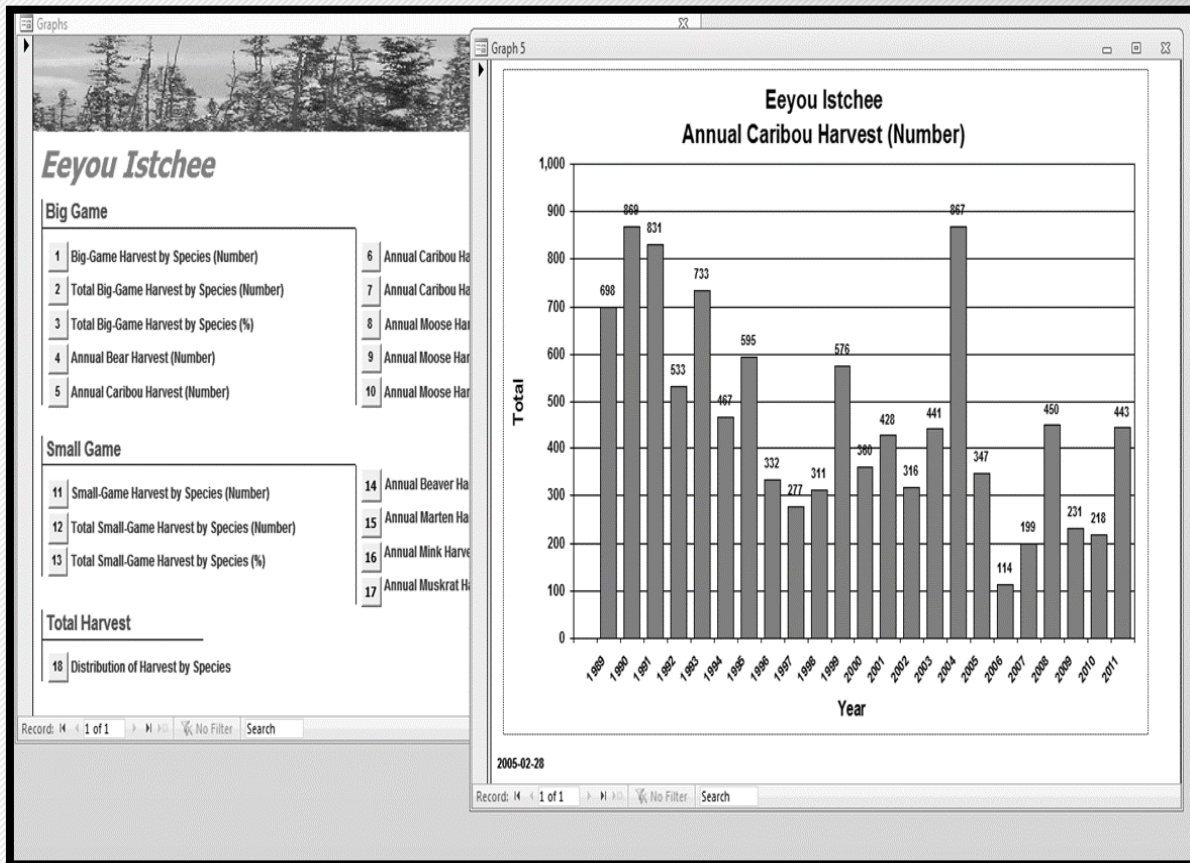 Graphs
Eeyou Istchee
Big Game
1 Big-Game Harvest by Species (Number)
2 Total Big-Game Harvest by Species (Number)
3 Total Big-Game Harvest by Species (%)
4 Annual Bear Harvest (Number)
5 Annual Caribou Harvest (Number)
6 Annual Caribou Ha
7 Annual Caribou Ha
8 Annual Moose Har
9 Annual Moose Har
10 Annual Moose Har
Small Game
11 Small-Game Harvest by Species (Number)
12 Total Small-Game Harvest by Species (Number)
13 Total Small-Game Harvest by Species (%)
14 Annual Beaver Ha
15 Annual Marten Ha
16 Annual Mink Harve
17 Annual Muskrat Ha
Total Harvest
18 Distribution of Harvest by Species
Record: 1 of 1 No Filter Search
Graph 5
Eeyou Istchee
Annual Caribou Harvest (Number)
Total
1,000
900
800
700
600
500
400
300
200
100
0
698
869
831
533
733
467
595
332
277
311
576
360
428
316
441
867
347
114
199
450
231
218
443
1989
1990
1991
1992
1993
1994
1995
1996
1997
1998
1999
2000
2001
2002
2003
2004
2005
2006
2007
2008
2009
2010
2011
Year
2005-02-28
Record: 1 of 1 No Filter Search